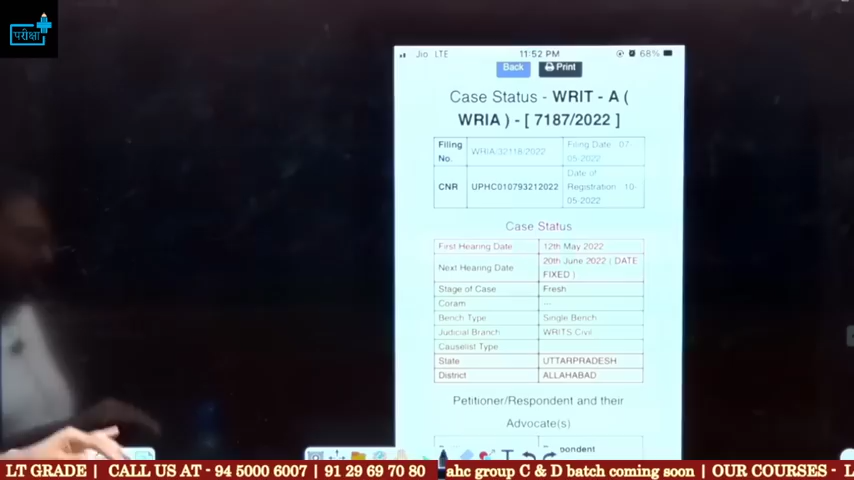 परीक्षा
Jio LTE 11:52 PM 68%
Back Print
Case Status - WRIT - A (
WRIA ) - [ 7187/2022 ]
Filing No. WRIA/32118/2022 Filing Date 07-05-2022
CNR UPHC010793212022 Date of Registration 10-05-2022
Case Status
First Hearing Date 12th May 2022
Next Hearing Date 20th June 2022 ( DATE FIXED )
Stage of Case Fresh
Coram ---
Bench Type Single Bench
Judicial Branch WRITS Civil
Causelist Type
State UTTARPRADESH
District ALLAHABAD
Petitioner/Respondent and their
Advocate(s)
pondent
LT GRADE | CALL US AT - 94 5000 6007 | 91 29 69 70 80 ahc group C & D batch coming soon | OUR COURSES - L